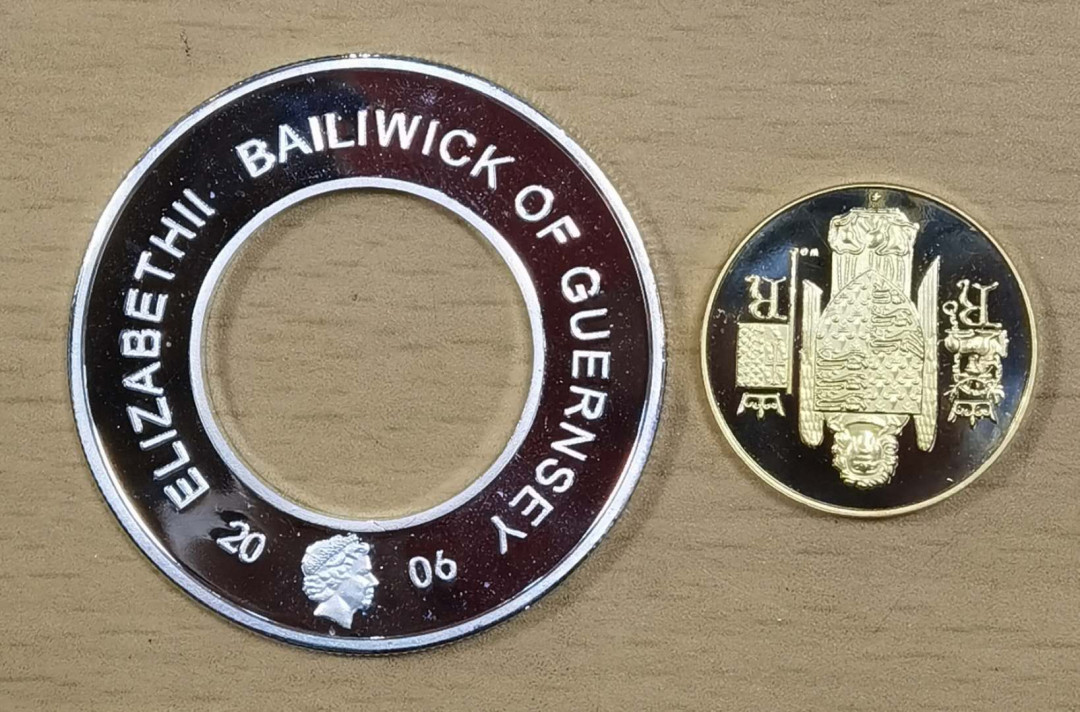 ELIZABETH II · BAILIWICK OF GUERNSEY
20 06
R R